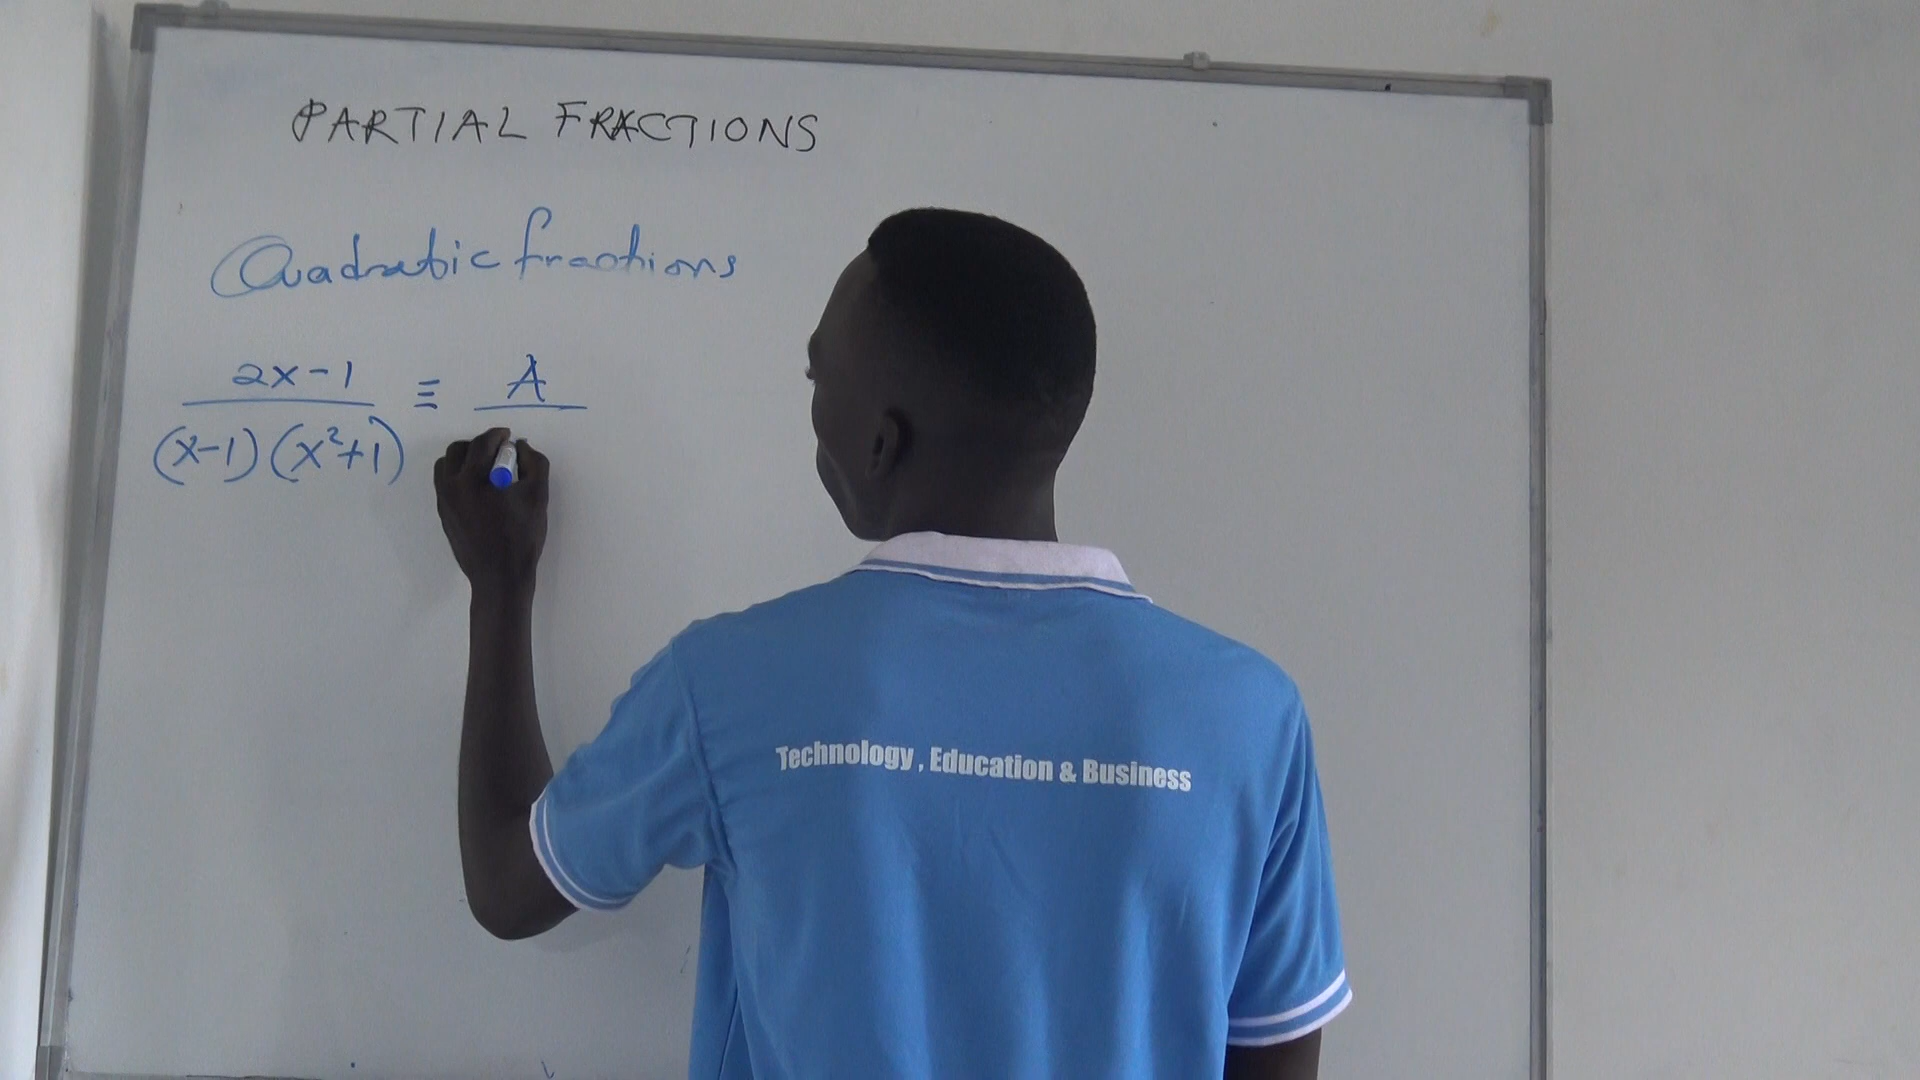 PARTIAL FRACTIONS
Quadratic fractions
2x-1 ≡ A
(x-1)(x²+1)
Technology , Education & Business